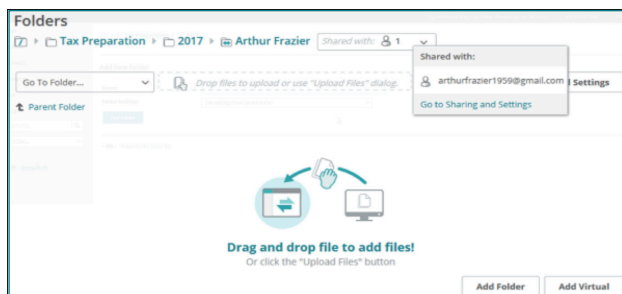 Folders
Tax Preparation 2017 Arthur Frazier Shared with: 1
Shared with:
arthurfrazier1959@gmail.com
Go to Sharing and Settings
Go To Folder... Drop files to upload or use "Upload Files" dialog. Settings
Parent Folder
Drag and drop file to add files!
Or click the "Upload Files" button
Add Folder Add Virtual